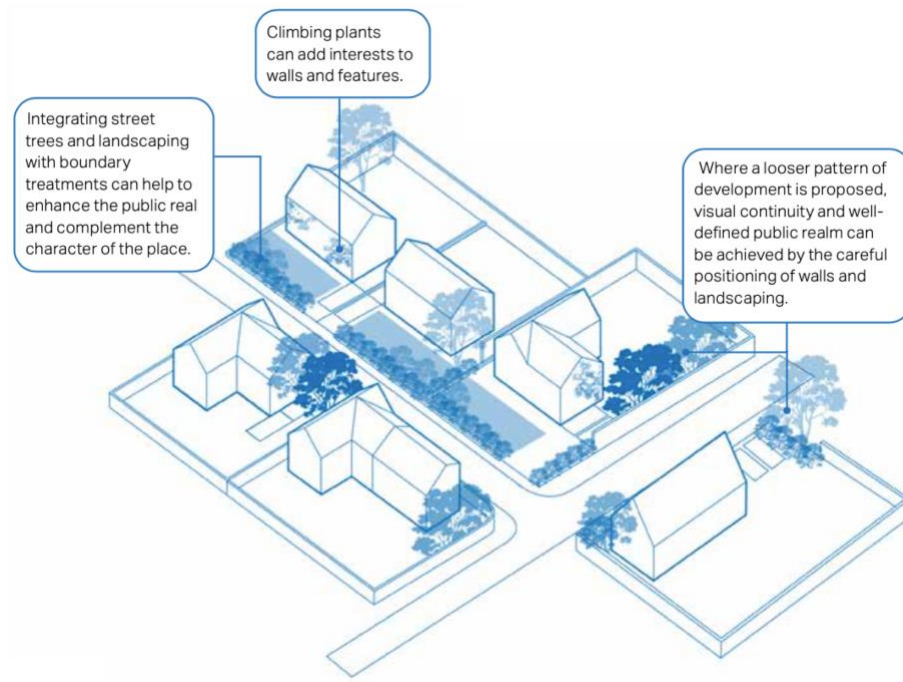 Climbing plants
can add interests to
walls and features.
Integrating street
trees and landscaping
with boundary
treatments can help to
enhance the public real
and complement the
character of the place.
Where a looser pattern of
development is proposed,
visual continuity and well-
defined public realm can
be achieved by the careful
positioning of walls and
landscaping.